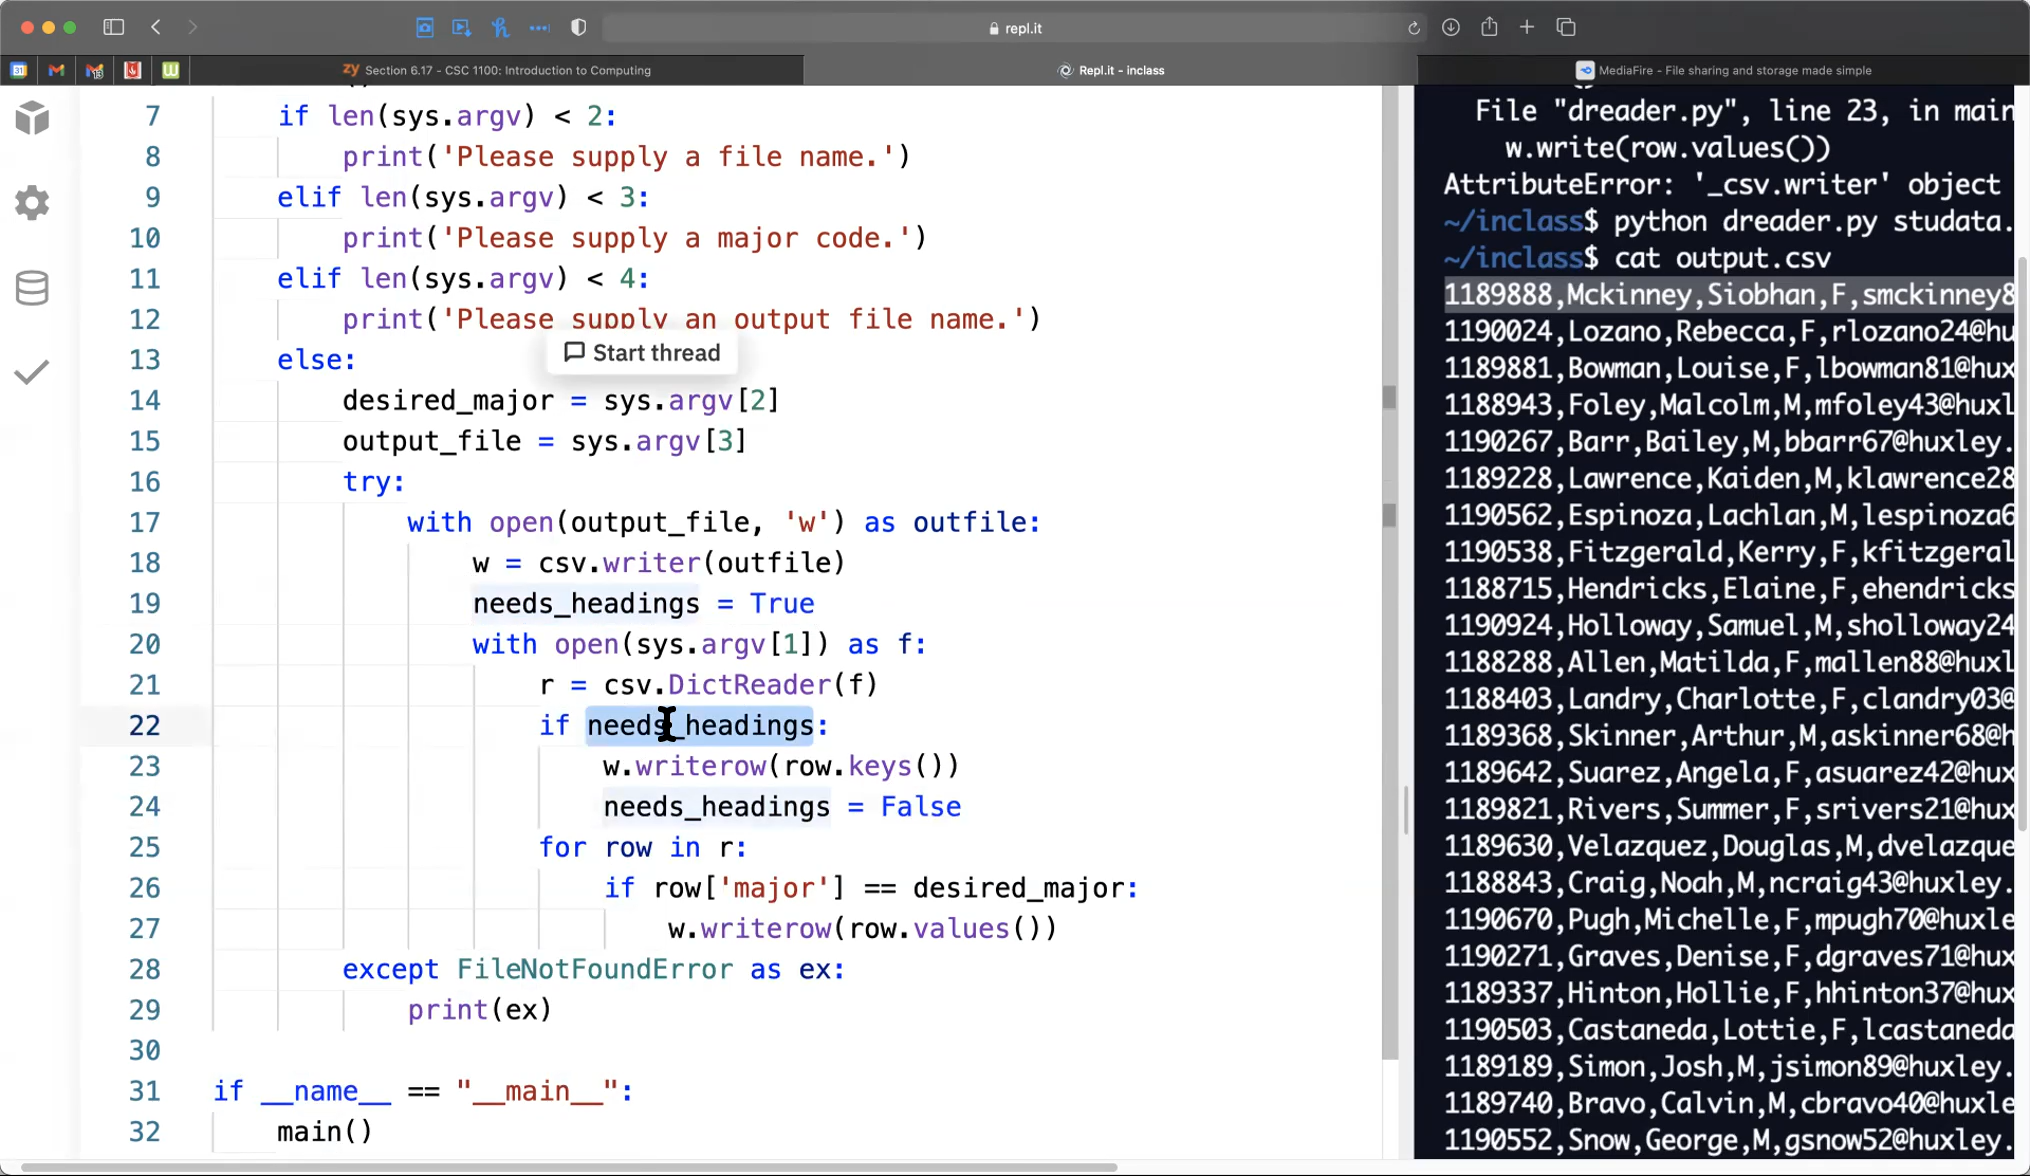 repl.it
31
13
W
zy Section 6.17 - CSC 1100: Introduction to Computing
Repl.it - inclass
MediaFire - File sharing and storage made simple
7 if len(sys.argv) < 2:
8 print('Please supply a file name.')
9 elif len(sys.argv) < 3:
10 print('Please supply a major code.')
11 elif len(sys.argv) < 4:
12 print('Please supply an output file name.')
Start thread
13 else:
14 desired_major = sys.argv[2]
15 output_file = sys.argv[3]
16 try:
17 with open(output_file, 'w') as outfile:
18 w = csv.writer(outfile)
19 needs_headings = True
20 with open(sys.argv[1]) as f:
21 r = csv.DictReader(f)
22 if needs_headings:
23 w.writerow(row.keys())
24 needs_headings = False
25 for row in r:
26 if row['major'] == desired_major:
27 w.writerow(row.values())
28 except FileNotFoundError as ex:
29 print(ex)
30
31 if __name__ == "__main__":
32 main()
File "dreader.py", line 23, in main
w.write(row.values())
AttributeError: '_csv.writer' object
~/inclass$ python dreader.py studata.
~/inclass$ cat output.csv
1189888,Mckinney,Siobhan,F,smckinney8
1190024,Lozano,Rebecca,F,rlozano24@hu
1189881,Bowman,Louise,F,lbowman81@hux
1188943,Foley,Malcolm,M,mfoley43@huxl
1190267,Barr,Bailey,M,bbarr67@huxley.
1189228,Lawrence,Kaiden,M,klawrence28
1190562,Espinoza,Lachlan,M,lespinoza6
1190538,Fitzgerald,Kerry,F,kfitzgeral
1188715,Hendricks,Elaine,F,ehendricks
1190924,Holloway,Samuel,M,sholloway24
1188288,Allen,Matilda,F,mallen88@huxl
1188403,Landry,Charlotte,F,clandry03@
1189368,Skinner,Arthur,M,askinner68@h
1189642,Suarez,Angela,F,asuarez42@hux
1189821,Rivers,Summer,F,srivers21@hux
1189630,Velazquez,Douglas,M,dvelazque
1188843,Craig,Noah,M,ncraig43@huxley.
1190670,Pugh,Michelle,F,mpugh70@huxle
1190271,Graves,Denise,F,dgraves71@hux
1189337,Hinton,Hollie,F,hhinton37@hux
1190503,Castaneda,Lottie,F,lcastaneda
1189189,Simon,Josh,M,jsimon89@huxley.
1189740,Bravo,Calvin,M,cbravo40@huxle
1190552,Snow,George,M,gsnow52@huxley.